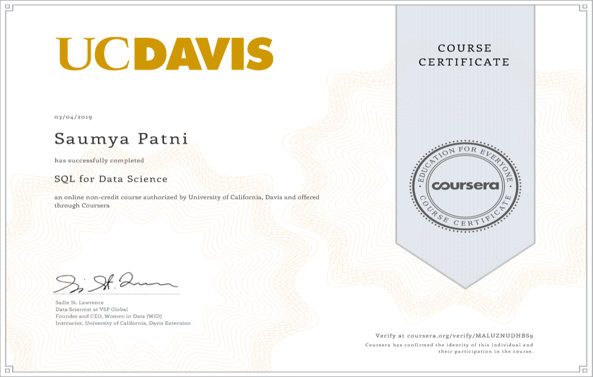 UCDAVIS
COURSE
CERTIFICATE
03/04/2019
Saumya Patni
has successfully completed
SQL for Data Science
an online non-credit course authorized by University of California, Davis and offered
through Coursera
EDUCATION FOR EVERYONE
coursera
COURSE CERTIFICATE
Sadie St. Lawrence
Data Scientist at VSP Global
Founder and CEO, Women in Data (WID)
Instructor, University of California, Davis Extension
Verify at coursera.org/verify/MALUZNUDHBS9
Coursera has confirmed the identity of this individual and
their participation in the course.